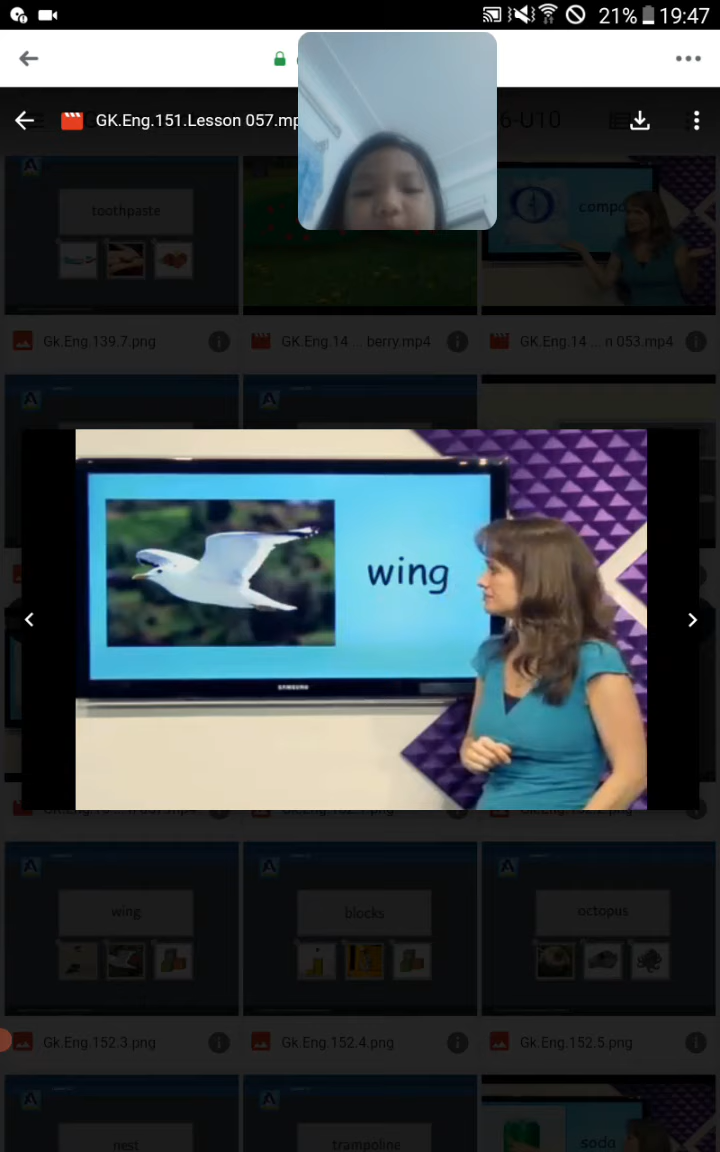 21% 19:47
GK.Eng.151.Lesson 057.mp
6-U10
toothpaste
Gk.Eng.139.7.png
GK.Eng.14 ... berry.mp4
GK.Eng.14 ... n 053.mp4
wing
SAMSUNG
wing
blocks
octopus
Gk.Eng.152.3.png
Gk.Eng.152.4.png
Gk.Eng.152.5.png
nest
trampoline
soda